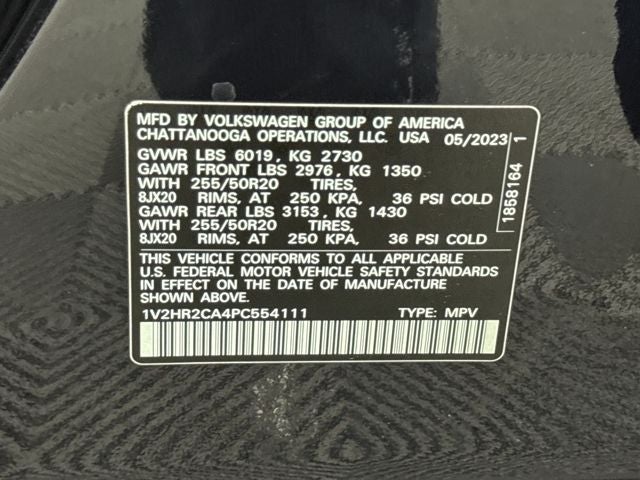 MFD BY VOLKSWAGEN GROUP OF AMERICA
CHATTANOOGA OPERATIONS, LLC. USA 05/2023
GVWR LBS 6019, KG 2730
GAWR FRONT LBS 2976, KG 1350
WITH 255/50R20 TIRES,
8JX20 RIMS, AT 250 KPA, 36 PSI COLD
GAWR REAR LBS 3153, KG 1430
WITH 255/50R20 TIRES,
8JX20 RIMS, AT 250 KPA, 36 PSI COLD
THIS VEHICLE CONFORMS TO ALL APPLICABLE
U.S. FEDERAL MOTOR VEHICLE SAFETY STANDARDS
IN EFFECT ON THE DATE OF MANUFACTURE
SHOWN ABOVE.
1V2HR2CA4PC554111 TYPE: MPV
1858164 1